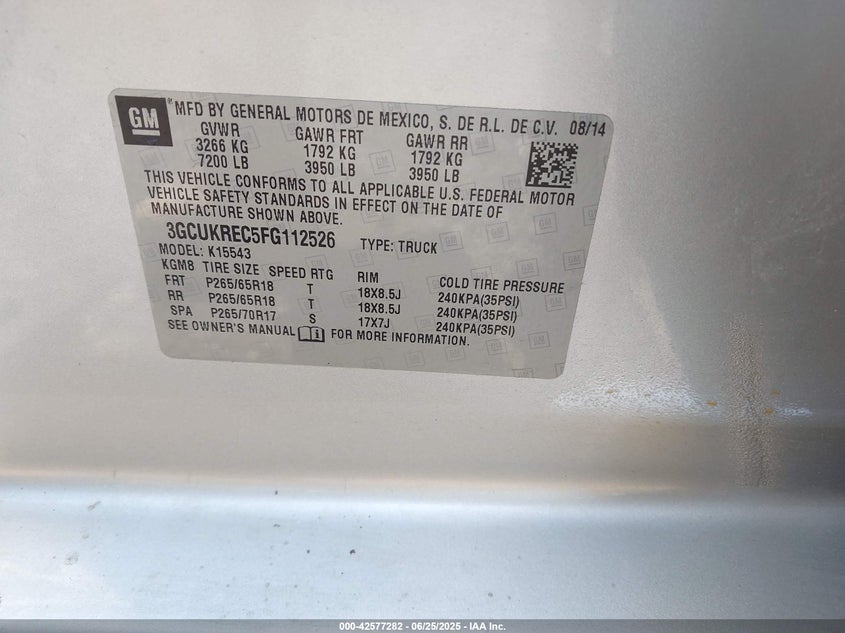 GM ® MFD BY GENERAL MOTORS DE MEXICO, S. DE R.L. DE C.V. 08/14
GVWR GAWR FRT GAWR RR
3266 KG 1792 KG 1792 KG
7200 LB 3950 LB 3950 LB
THIS VEHICLE CONFORMS TO ALL APPLICABLE U.S. FEDERAL MOTOR
VEHICLE SAFETY STANDARDS IN EFFECT ON THE DATE OF
MANUFACTURE SHOWN ABOVE.
3GCUKREC5FG112526 TYPE: TRUCK
MODEL: K15543
KGM8 TIRE SIZE SPEED RTG RIM COLD TIRE PRESSURE
FRT P265/65R18 T 18X8.5J 240KPA(35PSI)
RR P265/65R18 T 18X8.5J 240KPA(35PSI)
SPA P265/70R17 S 17X7J 240KPA(35PSI)
SEE OWNER'S MANUAL i FOR MORE INFORMATION.
000-42577282 - 06/25/2025 - IAA Inc.